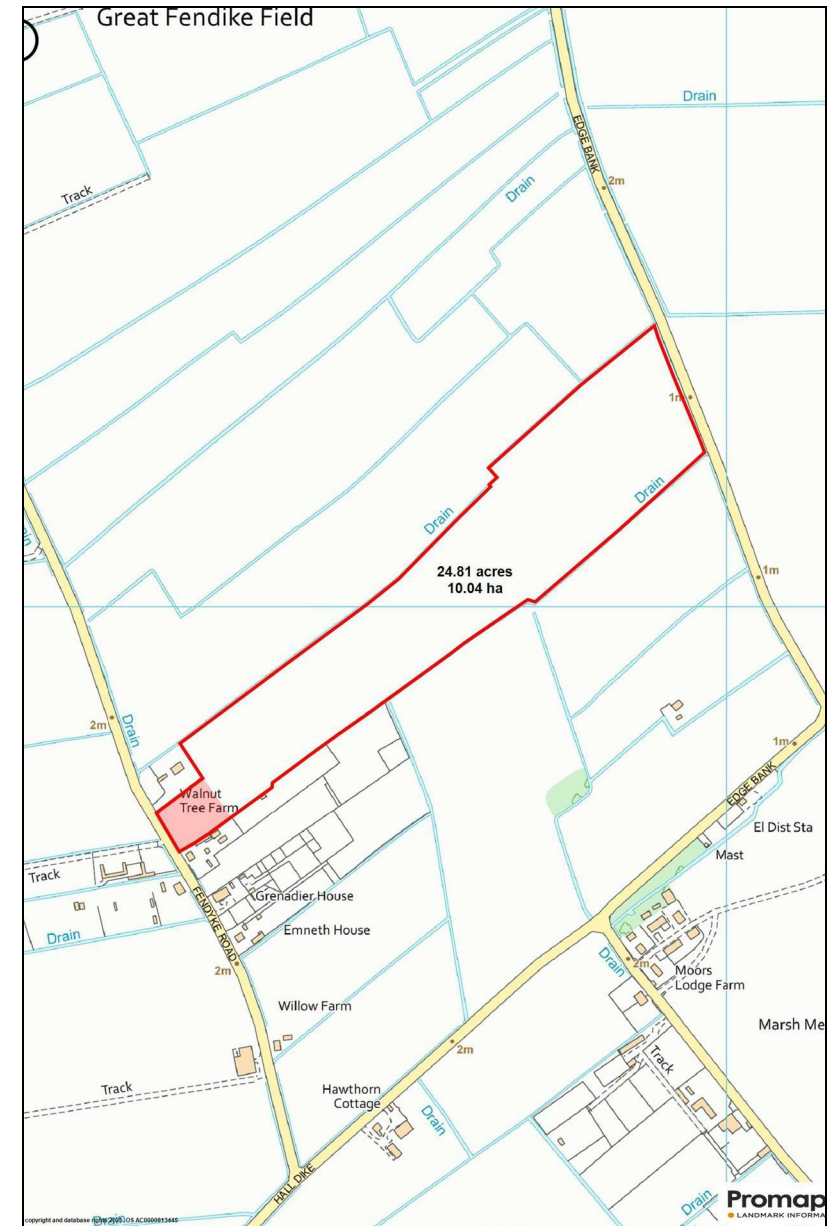 Great Fendike Field
Drain
EDGE BANK
2m
Track
Drain
1m
Drain
Drain
24.81 acres
10.04 ha
1m
2m
Drain
1m
Walnut
Tree Farm
EDGE BANK
El Dist Sta
Mast
Track
FENDYKE ROAD
Grenadier House
Emneth House
Drain
2m
2m
Drain
Moors
Lodge Farm
Willow Farm
Marsh Me
2m
Track
Track
Hawthorn
Cottage
Drain
HALL DIKE
Drain
Promap
LANDMARK INFORMA